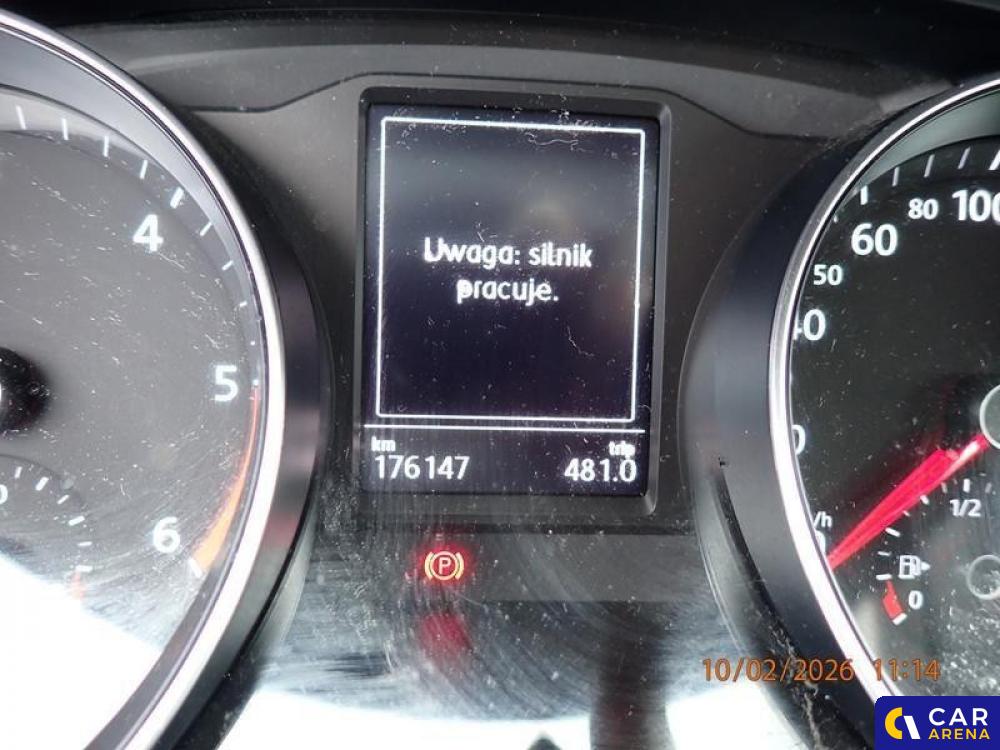 4
5
6
Uwaga: silnik
pracuje.
km
trip
176147
481.0
P
100
80
60
50
40
1/2
0
10/02/2026 11:14
CAR
ARENA